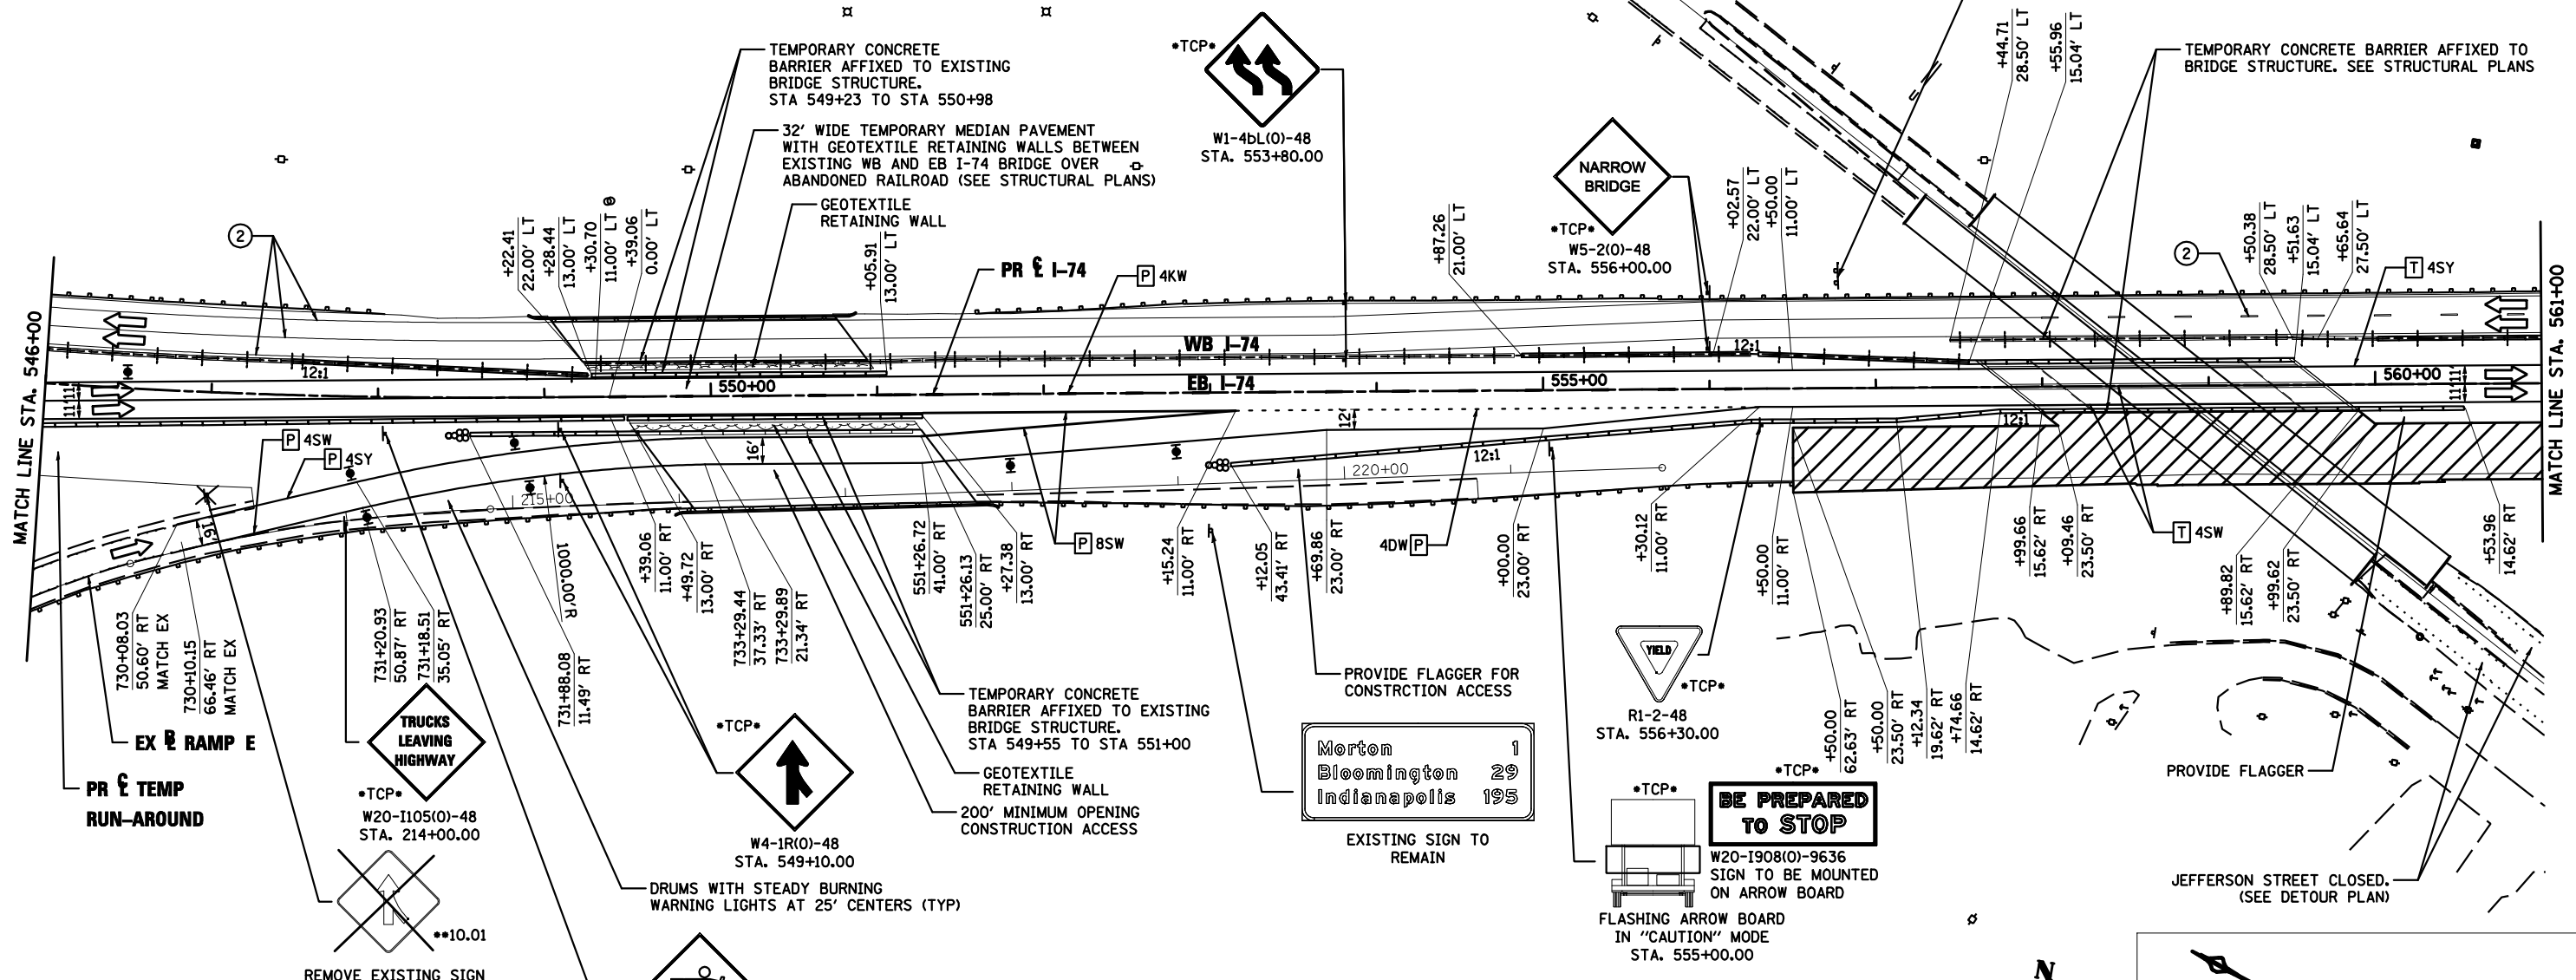 TEMPORARY CONCRETE
BARRIER AFFIXED TO EXISTING
BRIDGE STRUCTURE.
STA 549+23 TO STA 550+98
32' WIDE TEMPORARY MEDIAN PAVEMENT
WITH GEOTEXTILE RETAINING WALLS BETWEEN
EXISTING WB AND EB I-74 BRIDGE OVER
ABANDONED RAILROAD (SEE STRUCTURAL PLANS)
GEOTEXTILE
RETAINING WALL
*TCP*
W1-4bL(O)-48
STA. 553+80.00
NARROW
BRIDGE
*TCP*
W5-2(O)-48
STA. 556+00.00
+44.71
28.50' LT
+55.96
15.04' LT
TEMPORARY CONCRETE BARRIER AFFIXED TO
BRIDGE STRUCTURE. SEE STRUCTURAL PLANS
2
+22.41
22.00' LT
+28.44
13.00' LT
+30.70
11.00' LT @
+39.06
0.00' LT
+05.91
13.00' LT
PR ℄ I-74
P 4KW
+87.26
21.00' LT
+02.57
22.00' LT
+50.00
11.00' LT
2
+50.38
28.50' LT
+51.63
15.04' LT
+65.64
27.50' LT
T 4SY
MATCH LINE STA. 546+00
MATCH LINE STA. 561+00
12:1
WB I-74
12:1
550+00
EB I-74
555+00
560+00
11'
11'
11'
11'
P 4SW
P 4SY
16'
12'
12:1
12:1
215+00
220+00
16'
1000.00'R
P 8SW
4DW P
T 4SW
730+08.03
50.60' RT
MATCH EX
730+10.15
66.46' RT
MATCH EX
731+20.93
50.87' RT
731+18.51
35.05' RT
731+88.08
11.49' RT
+39.06
11.00' RT
+49.72
13.00' RT
733+29.44
37.33' RT
733+29.89
21.34' RT
551+26.72
41.00' RT
551+26.13
25.00' RT
+27.38
13.00' RT
+15.24
11.00' RT
+12.05
43.41' RT
+69.86
23.00' RT
+00.00
23.00' RT
+30.12
11.00' RT
+50.00
11.00' RT
+50.00
62.63' RT
+50.00
23.50' RT
+12.34
19.62' RT
+74.66
14.62' RT
+99.66
15.62' RT
+09.46
23.50' RT
+89.82
15.62' RT
+99.62
23.50' RT
+53.96
14.62' RT
EX ℄ RAMP E
PR ℄ TEMP
RUN-AROUND
TRUCKS
LEAVING
HIGHWAY
*TCP*
W20-I105(O)-48
STA. 214+00.00
**10.01
REMOVE EXISTING SIGN
*TCP*
W4-1R(O)-48
STA. 549+10.00
DRUMS WITH STEADY BURNING
WARNING LIGHTS AT 25' CENTERS (TYP)
TEMPORARY CONCRETE
BARRIER AFFIXED TO EXISTING
BRIDGE STRUCTURE.
STA 549+55 TO STA 551+00
GEOTEXTILE
RETAINING WALL
200' MINIMUM OPENING
CONSTRUCTION ACCESS
PROVIDE FLAGGER FOR
CONSTRCTION ACCESS
Morton 1
Bloomington 29
Indianapolis 195
EXISTING SIGN TO
REMAIN
YIELD
*TCP*
R1-2-48
STA. 556+30.00
*TCP*
*TCP*
BE PREPARED
TO STOP
W20-I908(O)-9636
SIGN TO BE MOUNTED
ON ARROW BOARD
FLASHING ARROW BOARD
IN "CAUTION" MODE
STA. 555+00.00
PROVIDE FLAGGER
JEFFERSON STREET CLOSED.
(SEE DETOUR PLAN)
N